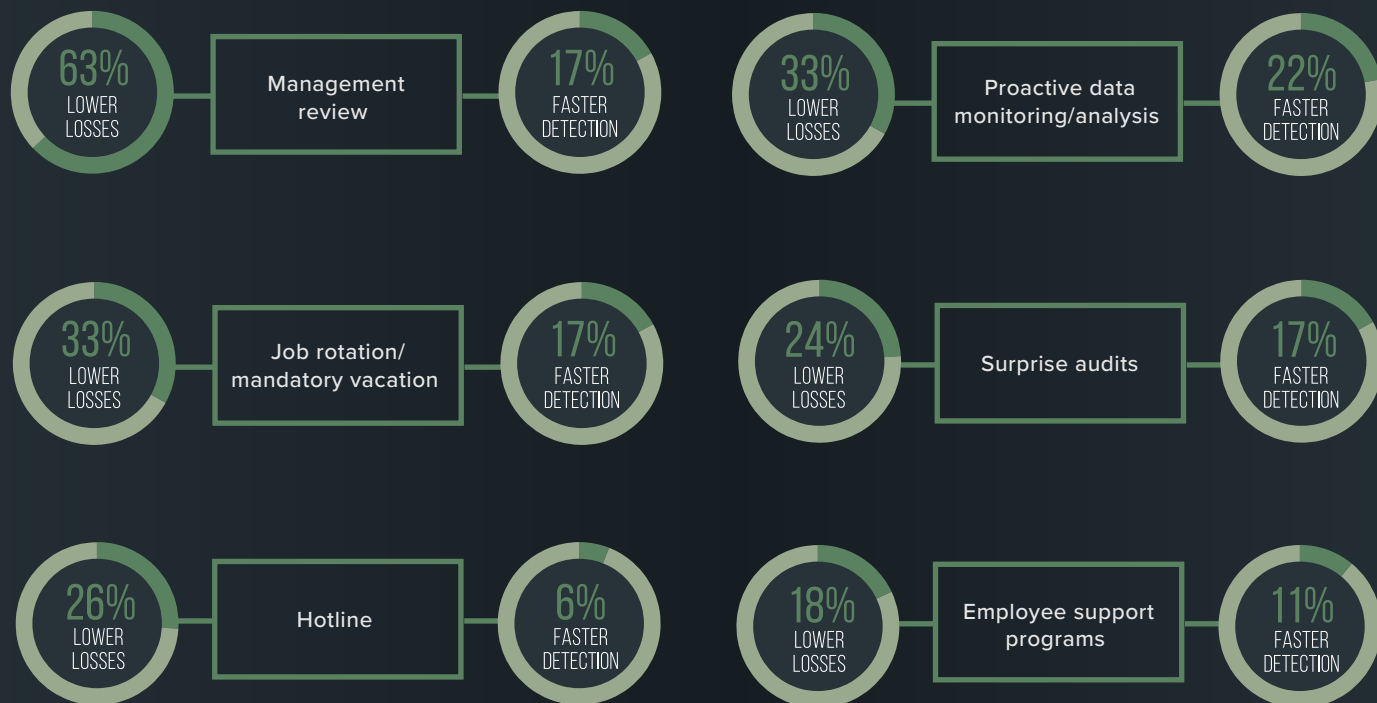 63%
LOWER
LOSSES
Management
review
17%
FASTER
DETECTION
33%
LOWER
LOSSES
Proactive data
monitoring/analysis
22%
FASTER
DETECTION
33%
LOWER
LOSSES
Job rotation/
mandatory vacation
17%
FASTER
DETECTION
24%
LOWER
LOSSES
Surprise audits
17%
FASTER
DETECTION
26%
LOWER
LOSSES
Hotline
6%
FASTER
DETECTION
18%
LOWER
LOSSES
Employee support
programs
11%
FASTER
DETECTION